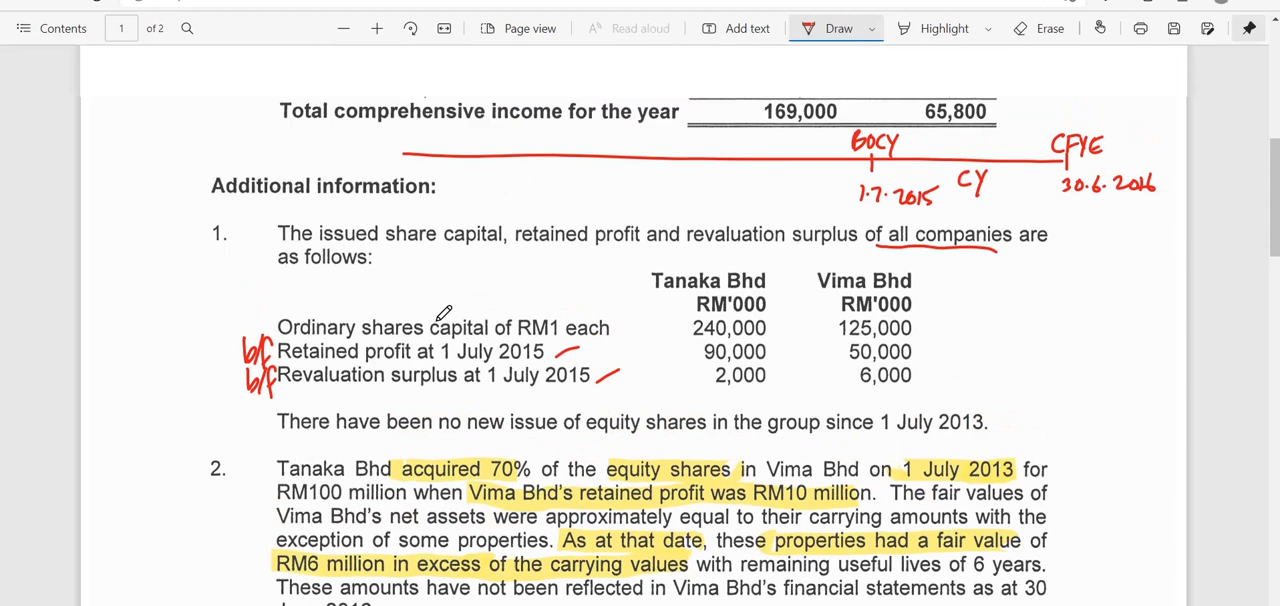 Contents 1 of 2 Page view Read aloud Add text Draw Highlight Erase
Total comprehensive income for the year 169,000 65,800
BOCY CFYE
Additional information: 1.7.2015 CY 30.6.2016
1. The issued share capital, retained profit and revaluation surplus of all companies are
as follows:
Tanaka Bhd Vima Bhd
RM'000 RM'000
Ordinary shares capital of RM1 each 240,000 125,000
b/f Retained profit at 1 July 2015 90,000 50,000
b/f Revaluation surplus at 1 July 2015 2,000 6,000
There have been no new issue of equity shares in the group since 1 July 2013.
2. Tanaka Bhd acquired 70% of the equity shares in Vima Bhd on 1 July 2013 for
RM100 million when Vima Bhd's retained profit was RM10 million. The fair values of
Vima Bhd's net assets were approximately equal to their carrying amounts with the
exception of some properties. As at that date, these properties had a fair value of
RM6 million in excess of the carrying values with remaining useful lives of 6 years.
These amounts have not been reflected in Vima Bhd's financial statements as at 30